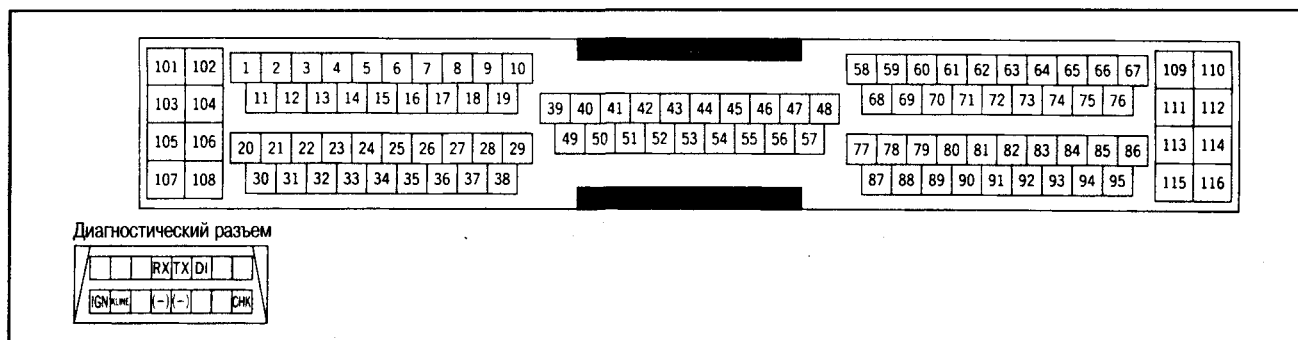 101 102 1 2 3 4 5 6 7 8 9 10 58 59 60 61 62 63 64 65 66 67 109 110
11 12 13 14 15 16 17 18 19 68 69 70 71 72 73 74 75 76
103 104 39 40 41 42 43 44 45 46 47 48 111 112
105 106 20 21 22 23 24 25 26 27 28 29 49 50 51 52 53 54 55 56 57 77 78 79 80 81 82 83 84 85 86 113 114
107 108 30 31 32 33 34 35 36 37 38 87 88 89 90 91 92 93 94 95 115 116
Диагностический разъем
RX TX DI
IGN KLINE (-) (-) CHK